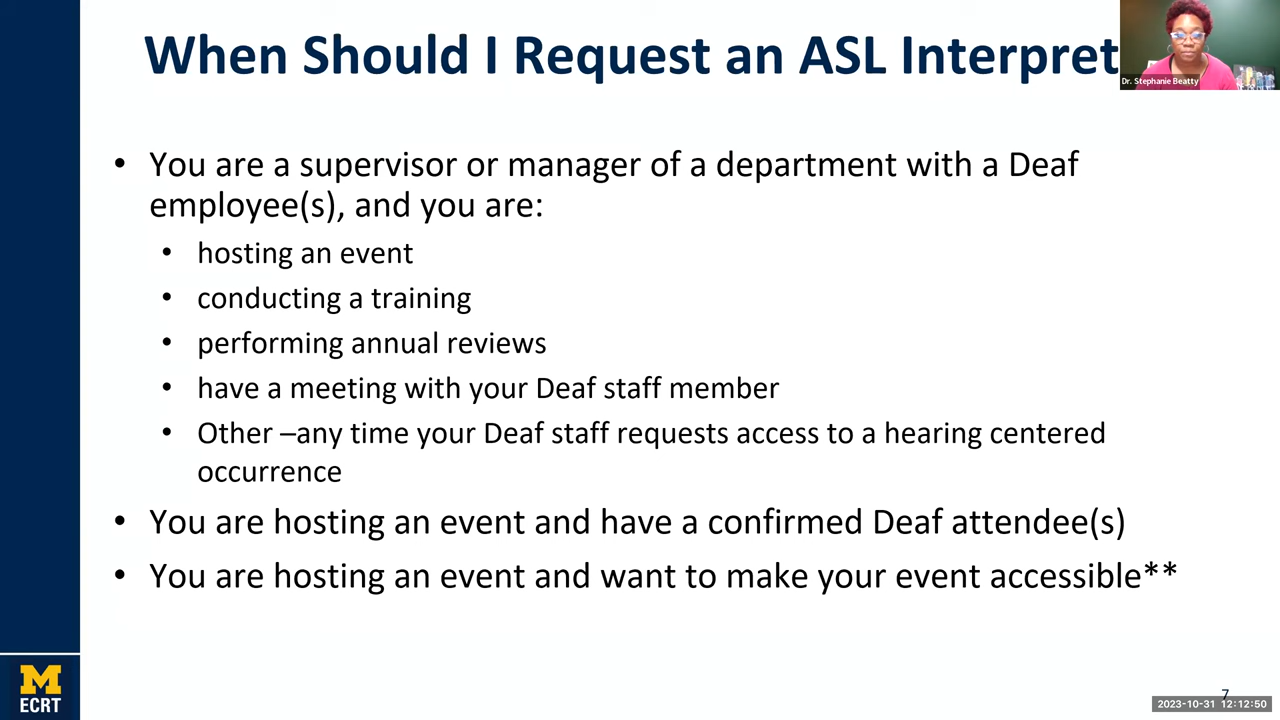 When Should I Request an ASL Interpret
Dr. Stephanie Beatty
• You are a supervisor or manager of a department with a Deaf
employee(s), and you are:
• hosting an event
• conducting a training
• performing annual reviews
• have a meeting with your Deaf staff member
• Other –any time your Deaf staff requests access to a hearing centered
occurrence
• You are hosting an event and have a confirmed Deaf attendee(s)
• You are hosting an event and want to make your event accessible**
M
ECRT
7
2023-10-31 12:12:50